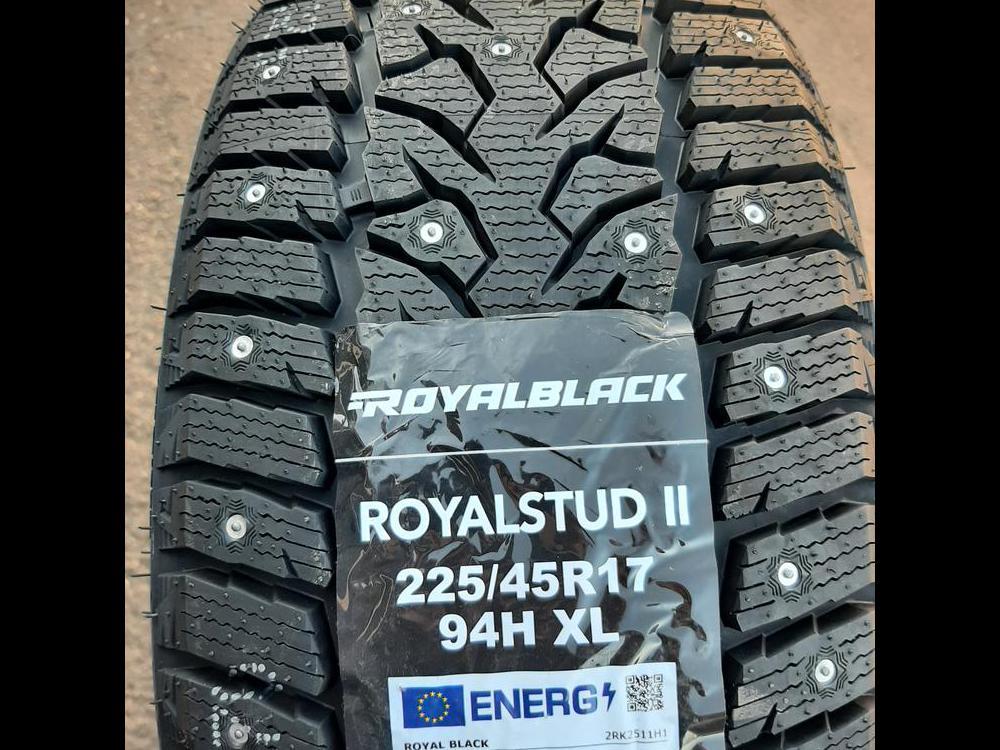 ROYALBLACK
ROYALSTUD II
225/45R17
94H XL
ENERG
ROYAL BLACK
2RK2511H1